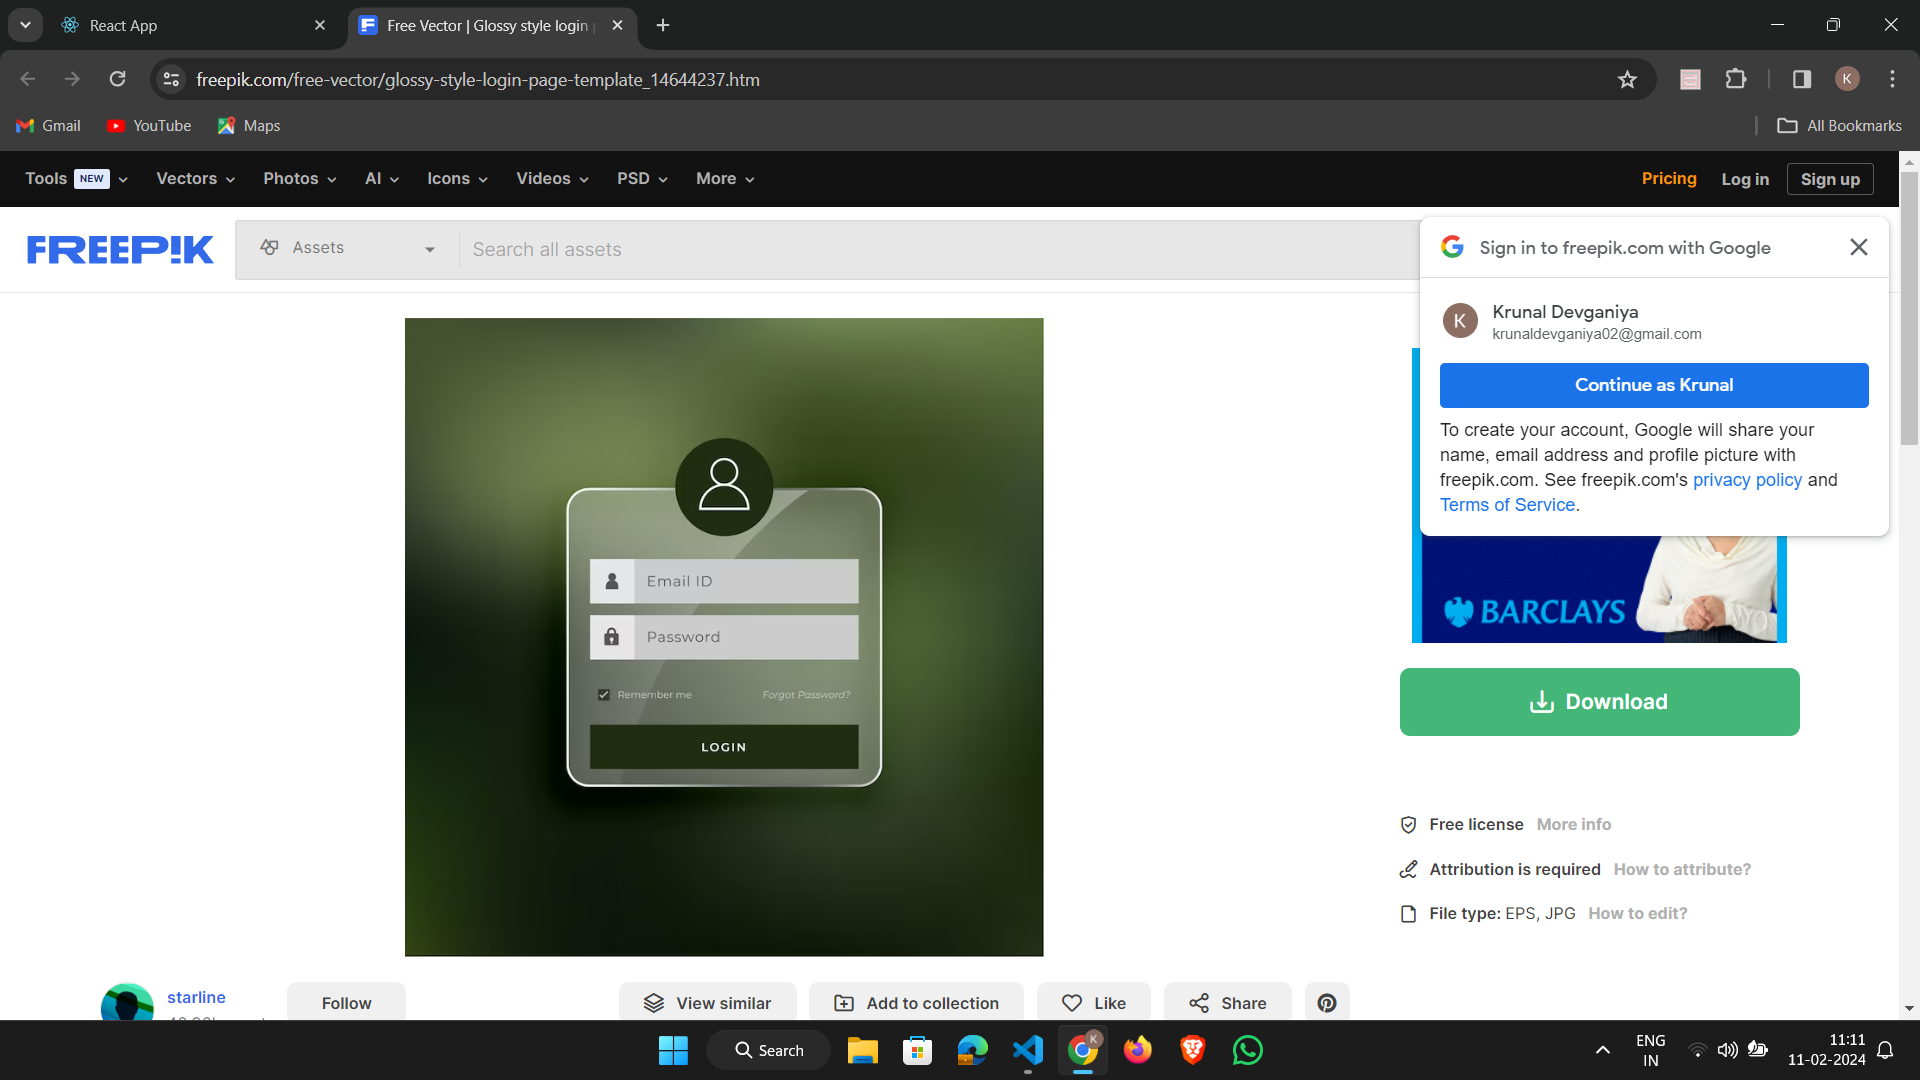 React App
Free Vector | Glossy style login
freepik.com/free-vector/glossy-style-login-page-template_14644237.htm
K
Gmail
YouTube
Maps
All Bookmarks
Tools NEW
Vectors
Photos
AI
Icons
Videos
PSD
More
Pricing
Log in
Sign up
FREEPIK
Assets
Search all assets
Sign in to freepik.com with Google
K
Krunal Devganiya
krunaldevganiya02@gmail.com
Continue as Krunal
To create your account, Google will share your
name, email address and profile picture with
freepik.com. See freepik.com's privacy policy and
Terms of Service.
Email ID
Password
Remember me
Forgot Password?
LOGIN
BARCLAYS
Download
Free license More info
Attribution is required How to attribute?
File type: EPS, JPG How to edit?
starline
Follow
View similar
Add to collection
Like
Share
Search
K
ENG
IN
11:11
11-02-2024